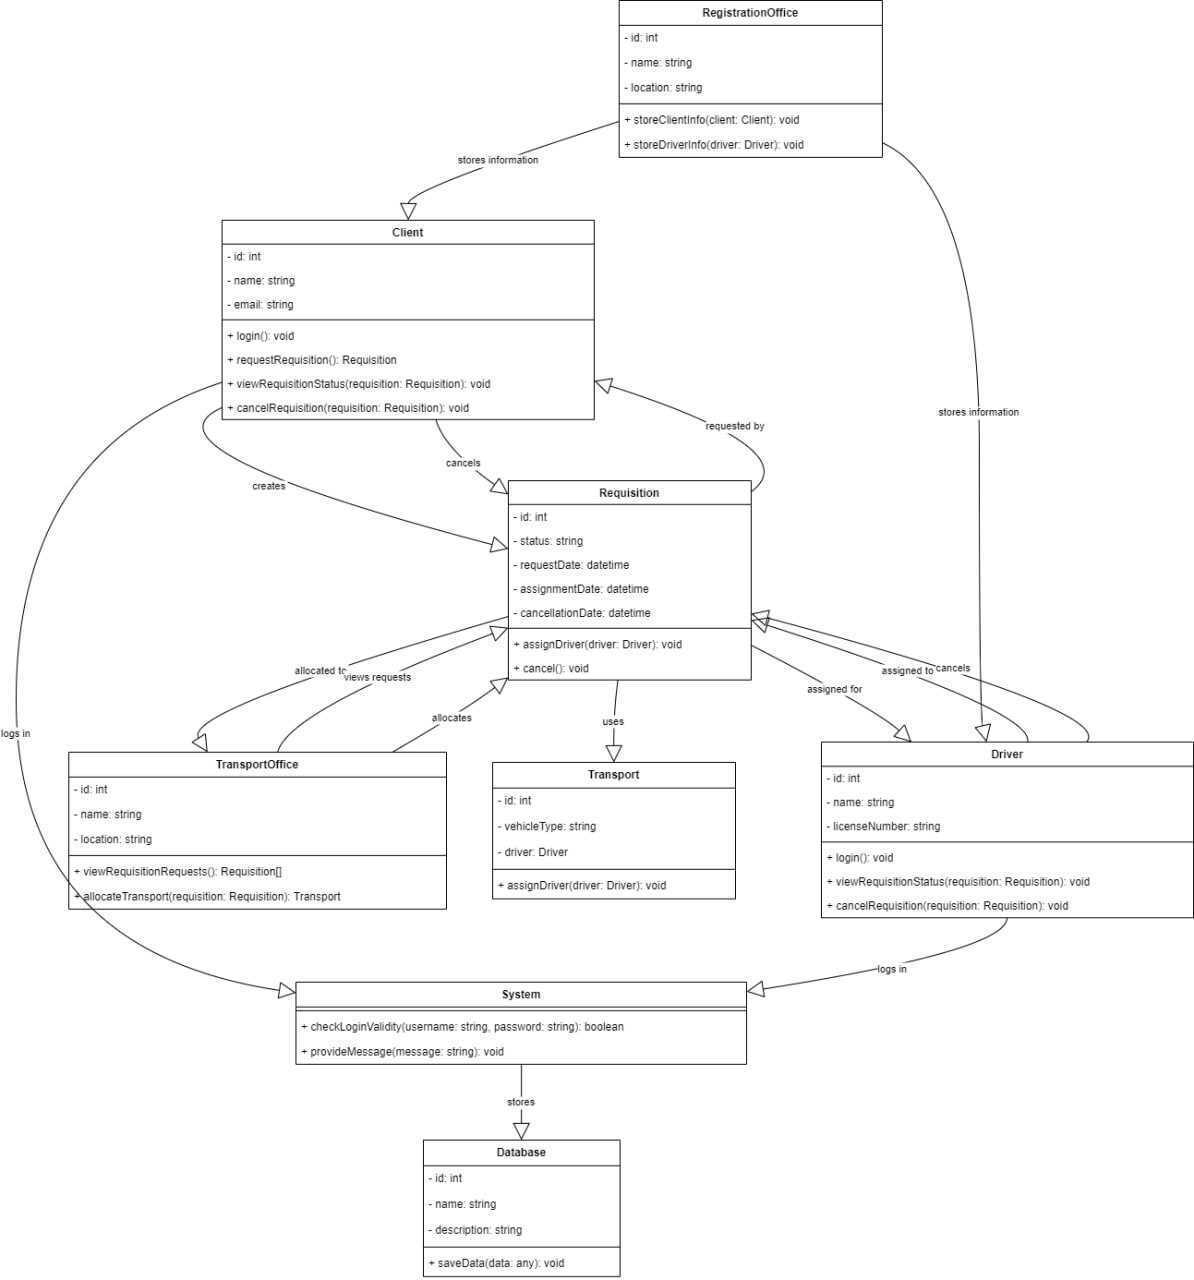 RegistrationOffice
- id: int
- name: string
- location: string
+ storeClientInfo(client: Client): void
+ storeDriverInfo(driver: Driver): void
stores information
Client
- id: int
- name: string
- email: string
+ login(): void
+ requestRequisition(): Requisition
+ viewRequisitionStatus(requisition: Requisition): void
+ cancelRequisition(requisition: Requisition): void
stores information
requested by
cancels
creates
Requisition
- id: int
- status: string
- requestDate: datetime
- assignmentDate: datetime
- cancellationDate: datetime
+ assignDriver(driver: Driver): void
+ cancel(): void
allocated to
views requests
assigned to
cancels
assigned for
allocates
uses
logs in
TransportOffice
- id: int
- name: string
- location: string
+ viewRequisitionRequests(): Requisition[]
+ allocateTransport(requisition: Requisition): Transport
Transport
- id: int
- vehicleType: string
- driver: Driver
+ assignDriver(driver: Driver): void
Driver
- id: int
- name: string
- licenseNumber: string
+ login(): void
+ viewRequisitionStatus(requisition: Requisition): void
+ cancelRequisition(requisition: Requisition): void
logs in
System
+ checkLoginValidity(username: string, password: string): boolean
+ provideMessage(message: string): void
stores
Database
- id: int
- name: string
- description: string
+ saveData(data: any): void